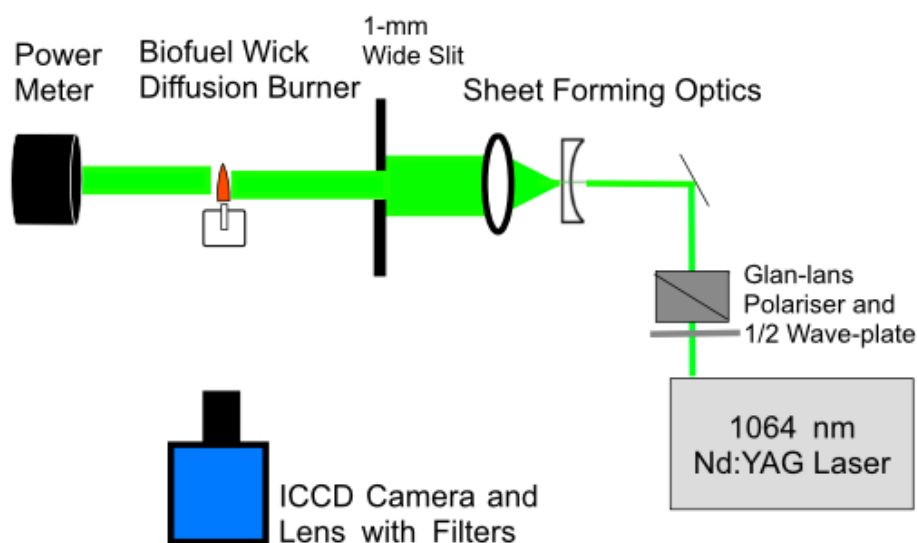 Power
Meter
Biofuel Wick
Diffusion Burner
1-mm
Wide Slit
Sheet Forming Optics
Glan-lans
Polariser and
1/2 Wave-plate
1064 nm
Nd:YAG Laser
ICCD Camera and
Lens with Filters